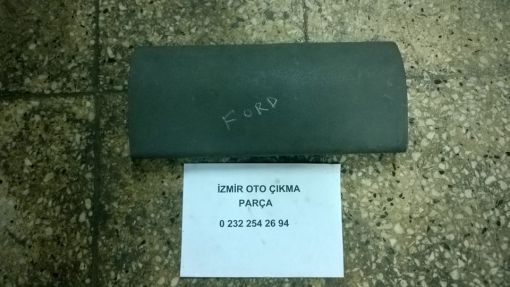 FORD
İZMİR OTO ÇIKMA
PARÇA
0 232 254 26 94